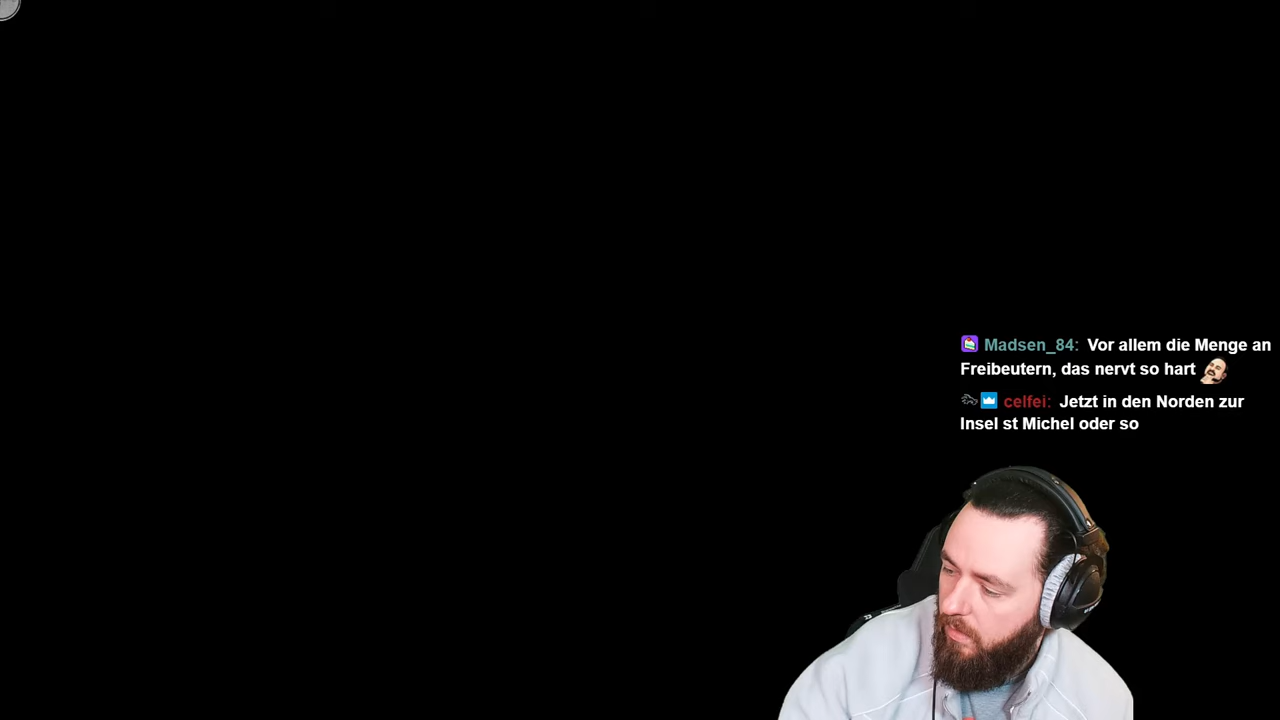 Madsen_84: Vor allem die Menge an
Freibeutern, das nervt so hart
celfei: Jetzt in den Norden zur
Insel st Michel oder so